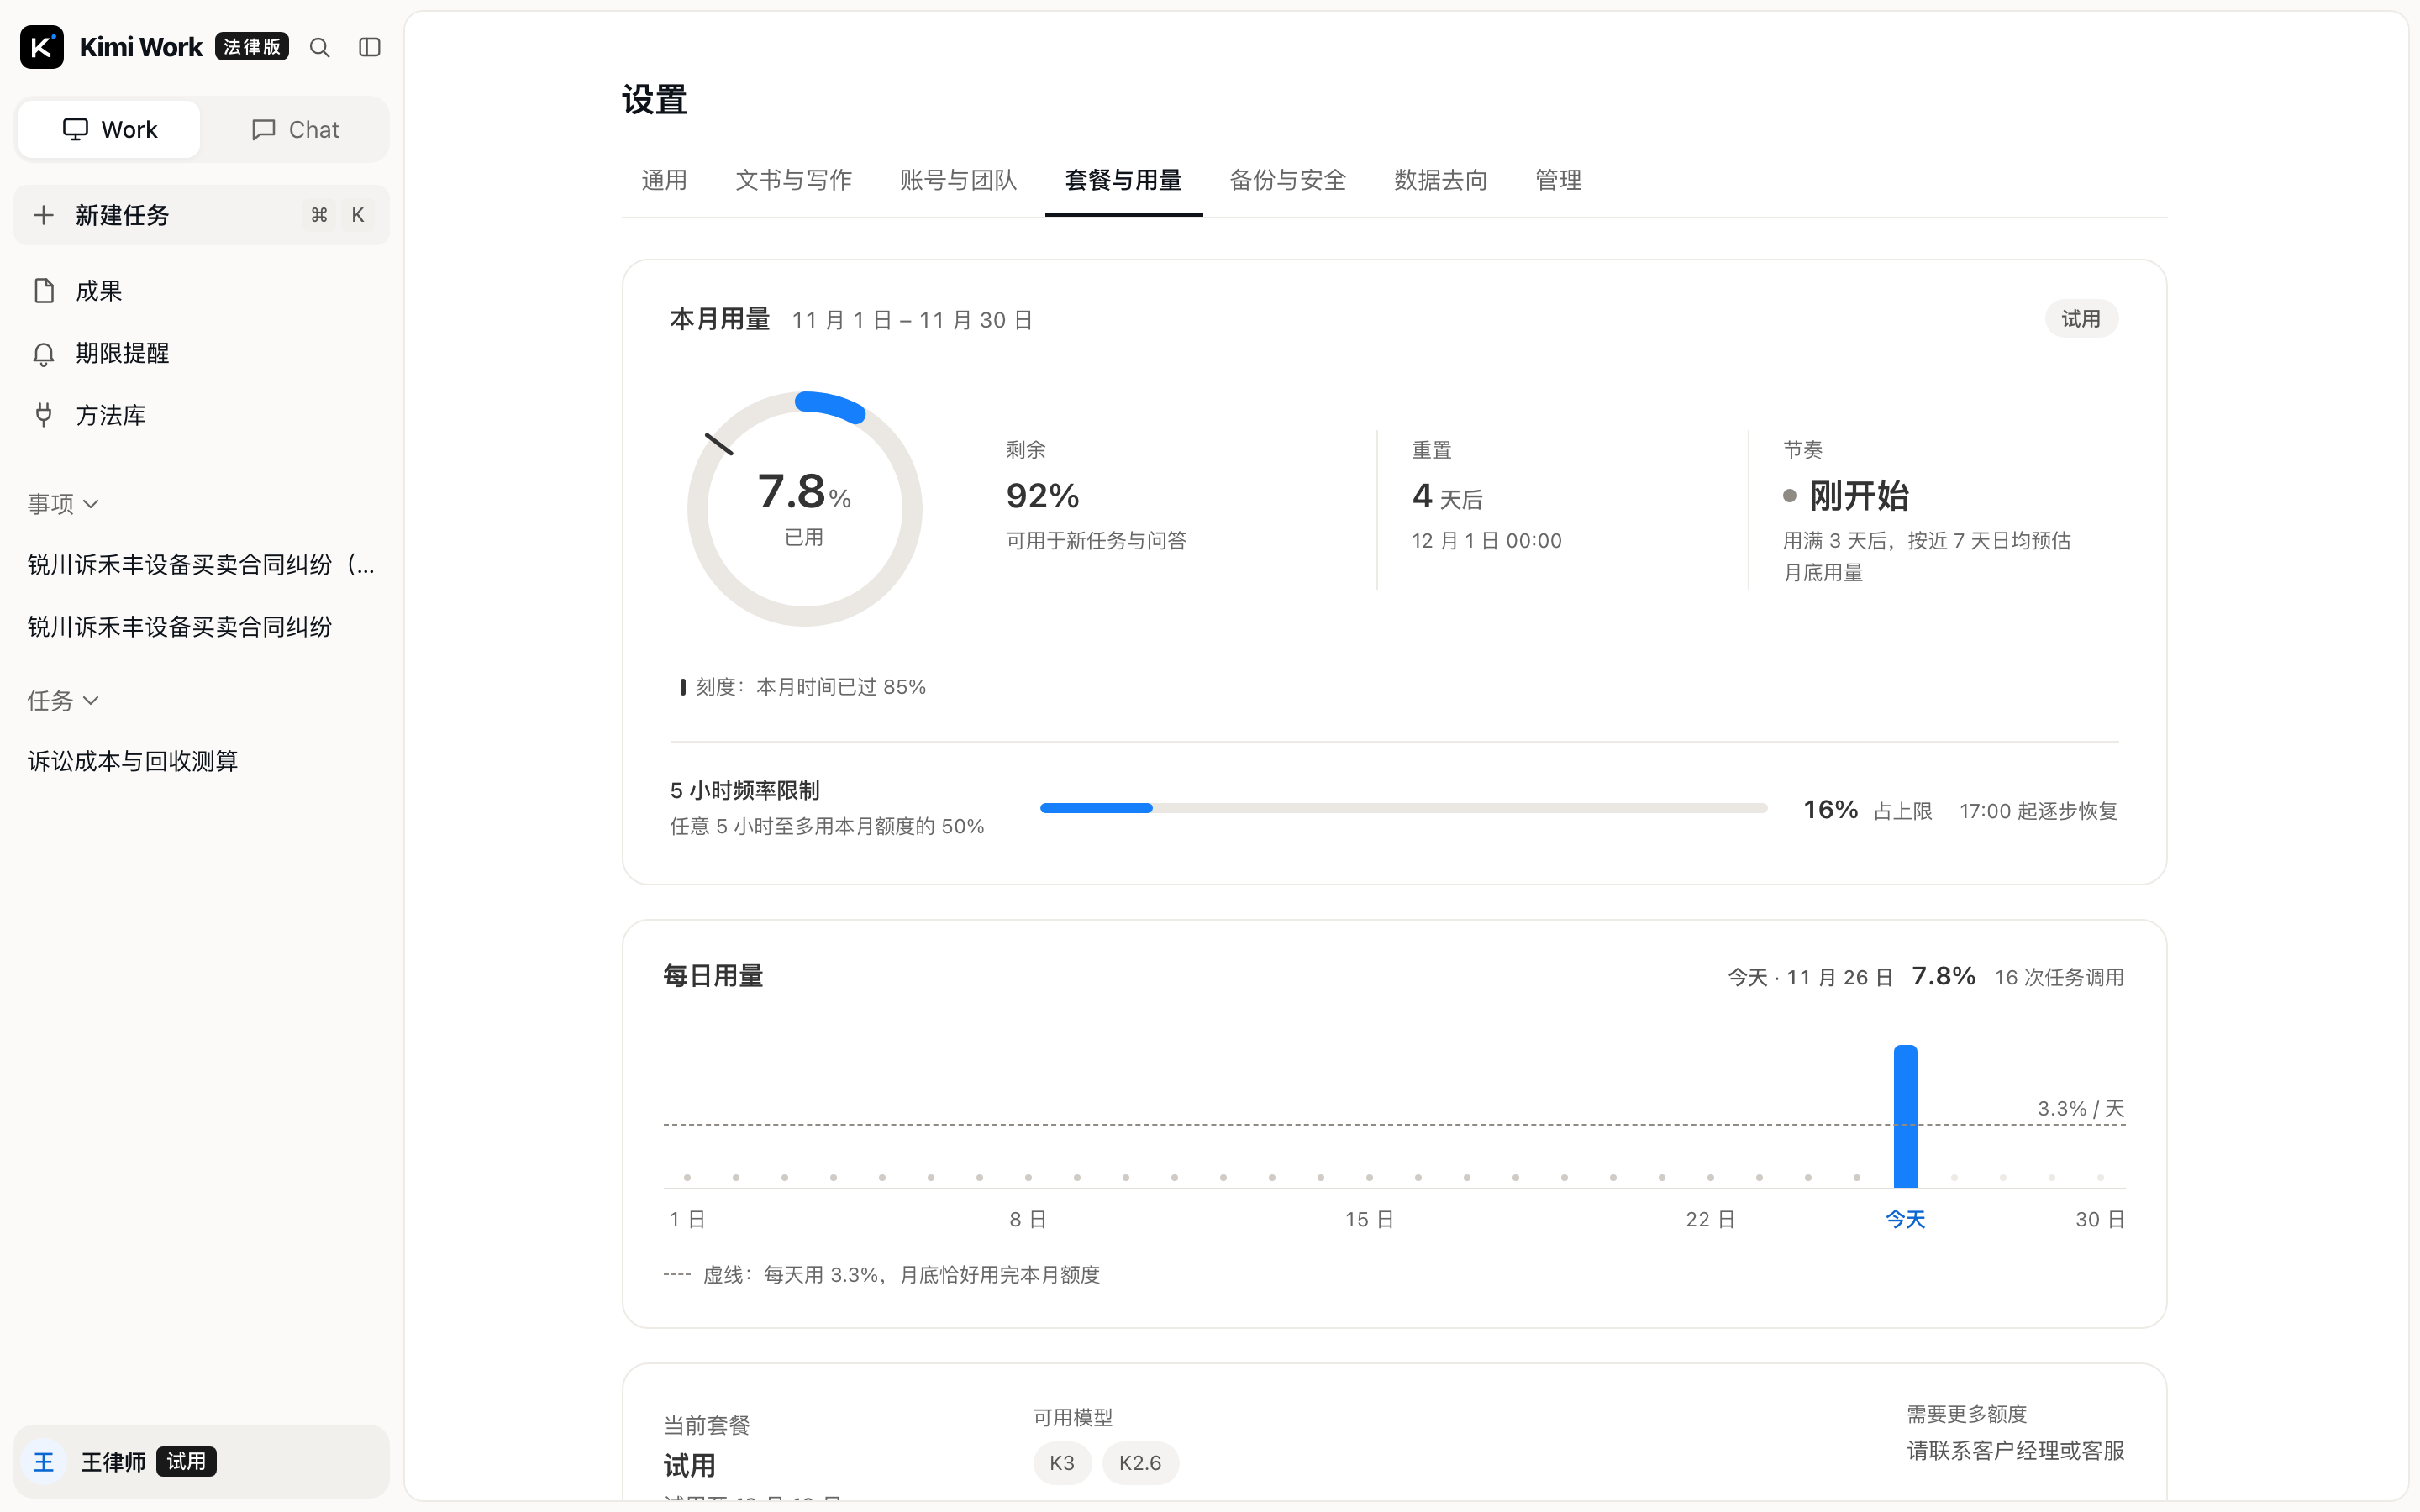 Kimi Work 法律版
Work
Chat
新建任务 ⌘ K
成果
期限提醒
方法库
事项
锐川诉禾丰设备买卖合同纠纷（...
锐川诉禾丰设备买卖合同纠纷
任务
诉讼成本与回收测算
王 王律师 试用
设置
通用 文书与写作 账号与团队 套餐与用量 备份与安全 数据去向 管理
本月用量 11 月 1 日 – 11 月 30 日 试用
7.8%
已用
剩余
92%
可用于新任务与问答
重置
4 天后
12 月 1 日 00:00
节奏
刚开始
用满 3 天后，按近 7 天日均预估
月底用量
刻度：本月时间已过 85%
5 小时频率限制
任意 5 小时至多用本月额度的 50%
16% 占上限 17:00 起逐步恢复
每日用量
今天 · 11 月 26 日 7.8% 16 次任务调用
3.3% / 天
1 日 8 日 15 日 22 日 今天 30 日
虚线：每天用 3.3%，月底恰好用完本月额度
当前套餐
试用
可用模型
K3 K2.6
需要更多额度
请联系客户经理或客服